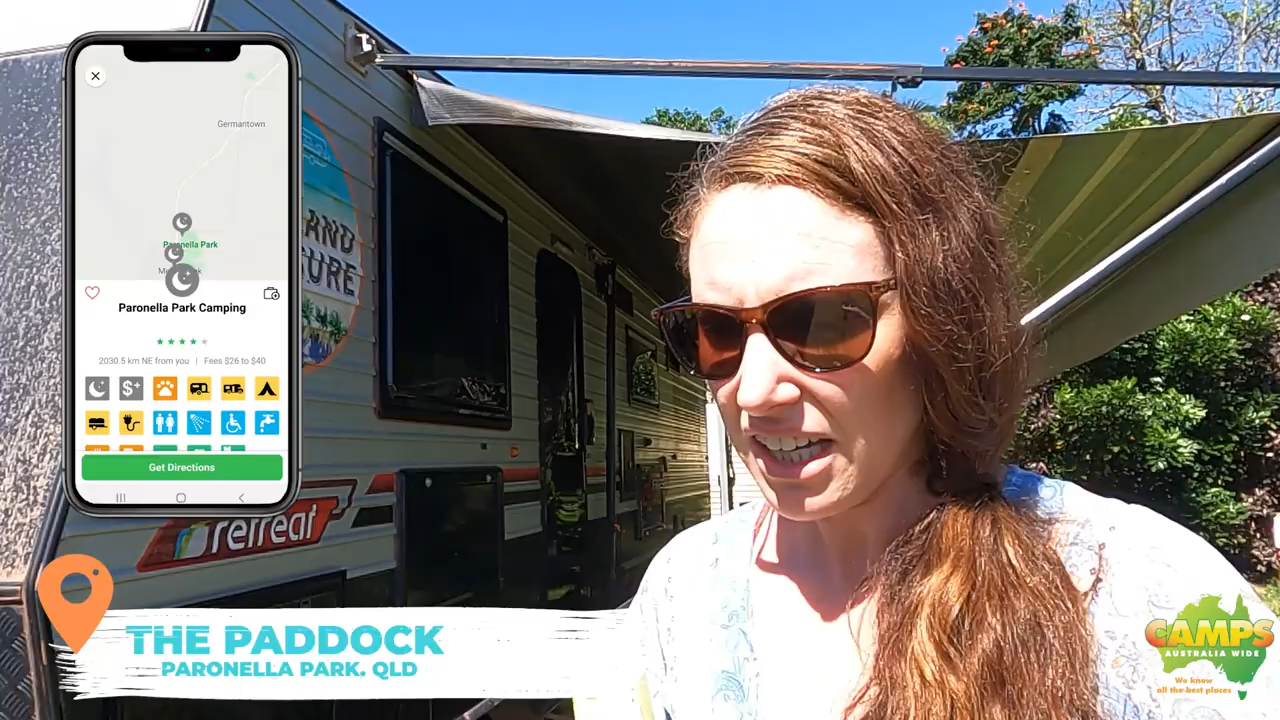 Germantown
Paronella Park
Paronella Park Camping
2030.5 km NE from you | Fees $26 to $40
Get Directions
AND
URE
retreat
THE PADDOCK
PARONELLA PARK. QLD
CAMPS
AUSTRALIA WIDE
We know
all the best places